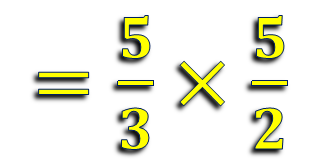 = 5/3 × 5/2